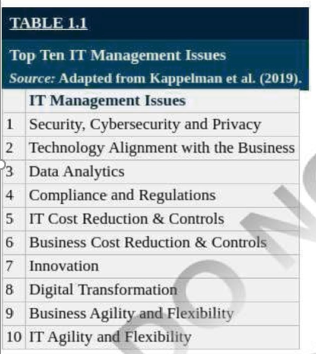 TABLE 1.1
Top Ten IT Management Issues
Source: Adapted from Kappelman et al. (2019).
IT Management Issues
1 Security, Cybersecurity and Privacy
2 Technology Alignment with the Business
3 Data Analytics
4 Compliance and Regulations
5 IT Cost Reduction & Controls
6 Business Cost Reduction & Controls
7 Innovation
8 Digital Transformation
9 Business Agility and Flexibility
10 IT Agility and Flexibility
DO NO